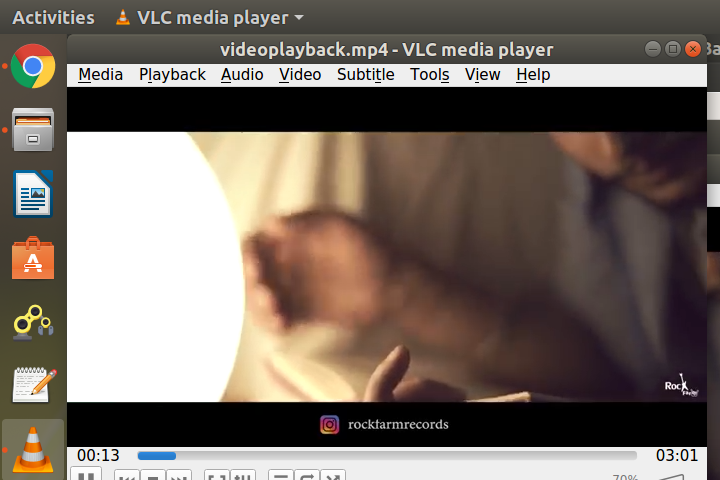 Activities
VLC media player
videoplayback.mp4 - VLC media player
Media Playback Audio Video Subtitle Tools View Help
Rock
rockfarmrecords
00:13
03:01
70%